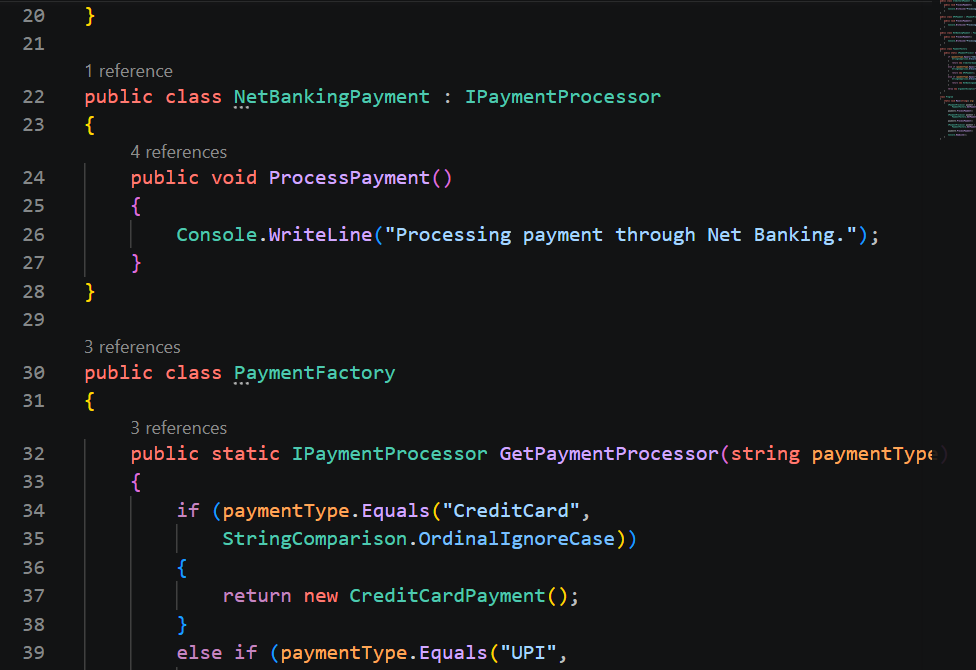 20 }
21
1 reference
22 public class NetBankingPayment : IPaymentProcessor
23 {
4 references
24 public void ProcessPayment()
25 {
26 Console.WriteLine("Processing payment through Net Banking.");
27 }
28 }
29
3 references
30 public class PaymentFactory
31 {
3 references
32 public static IPaymentProcessor GetPaymentProcessor(string paymentType)
33 {
34 if (paymentType.Equals("CreditCard",
35 StringComparison.OrdinalIgnoreCase))
36 {
37 return new CreditCardPayment();
38 }
39 else if (paymentType.Equals("UPI",